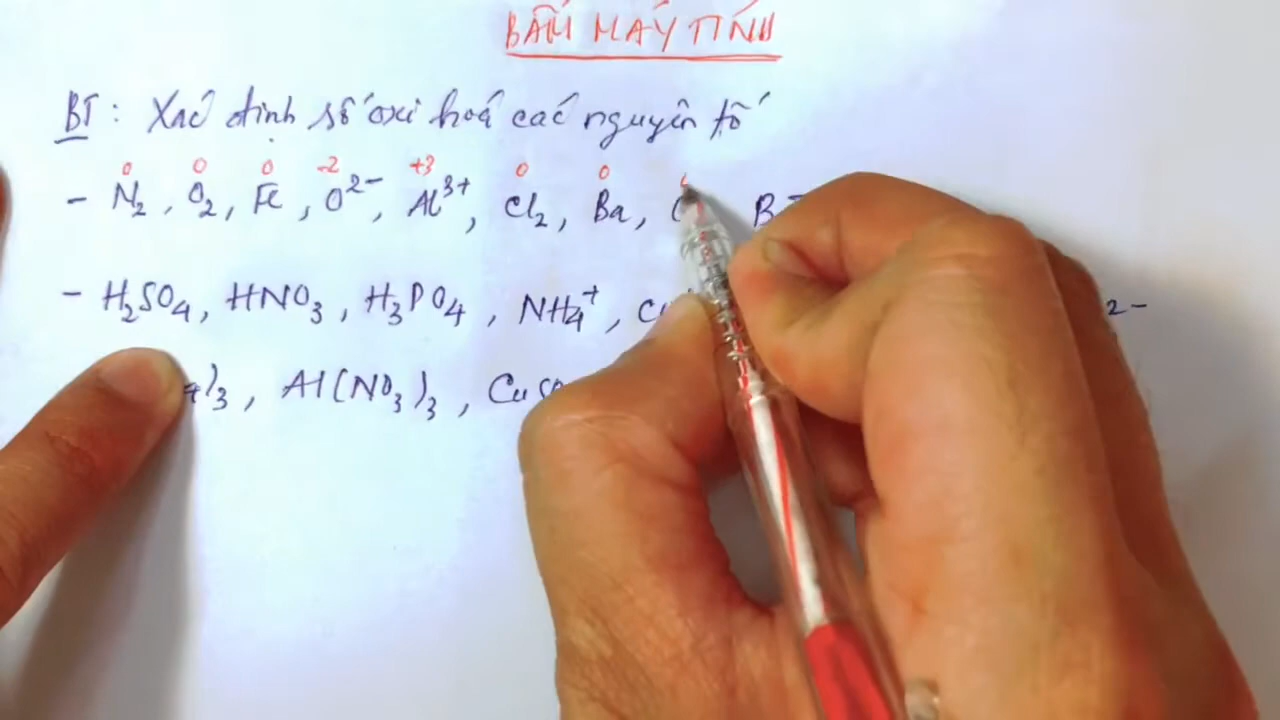 BẤM MÁY TÍNH
BT: Xác định số oxi hoá các nguyên tố
0 0 0 -2 +3 0 0
- N2, O2, Fe, O2-, Al3+, Cl2, Ba,
- H2SO4, HNO3, H3PO4, NH4+,
4)3, Al(NO3)3,